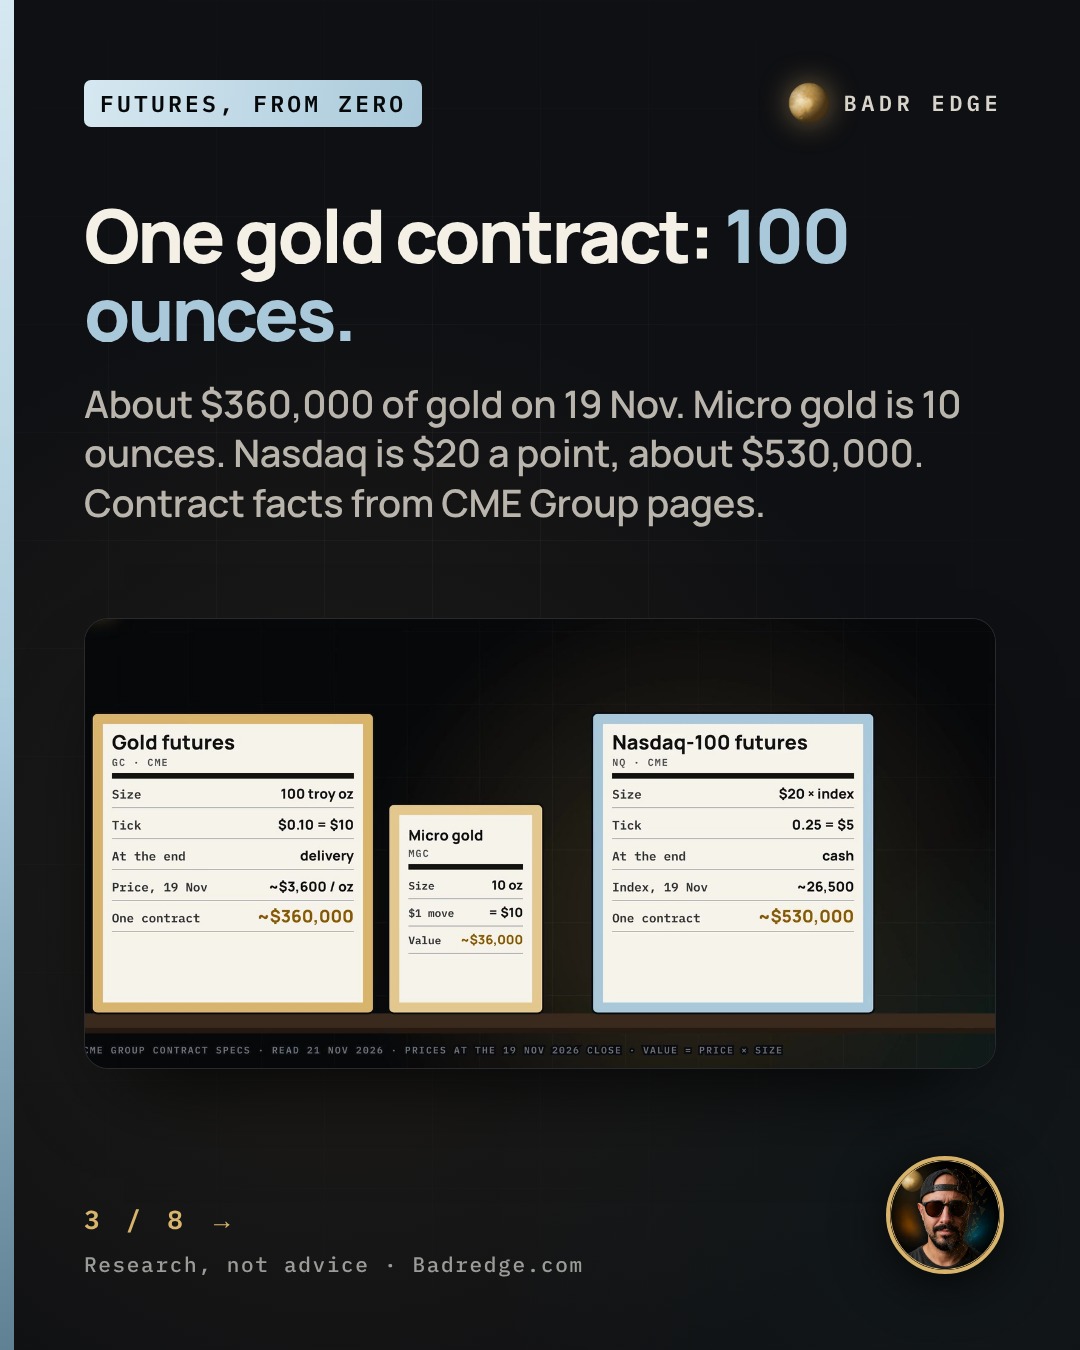 FUTURES, FROM ZERO
BADR EDGE
One gold contract: 100
ounces.
About $360,000 of gold on 19 Nov. Micro gold is 10
ounces. Nasdaq is $20 a point, about $530,000.
Contract facts from CME Group pages.
Gold futures
GC · CME
Size 100 troy oz
Tick $0.10 = $10
At the end delivery
Price, 19 Nov ~$3,600 / oz
One contract ~$360,000
Micro gold
MGC
Size 10 oz
$1 move = $10
Value ~$36,000
Nasdaq-100 futures
NQ · CME
Size $20 × index
Tick 0.25 = $5
At the end cash
Index, 19 Nov ~26,500
One contract ~$530,000
CME GROUP CONTRACT SPECS · READ 21 NOV 2026 · PRICES AT THE 19 NOV 2026 CLOSE · VALUE = PRICE × SIZE
3 / 8 →
Research, not advice · Badredge.com